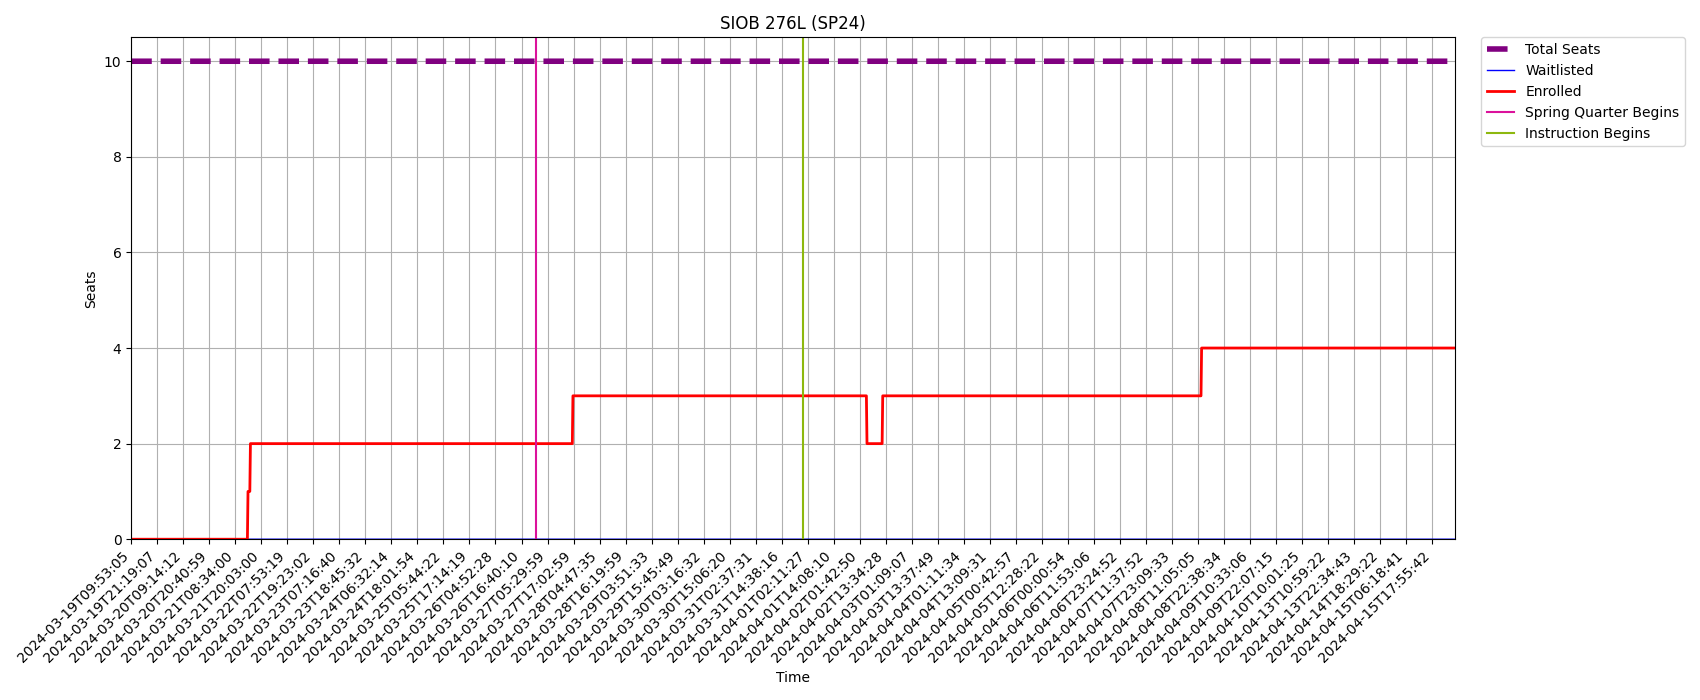 SIOB 276L (SP24)
Total Seats
Waitlisted
Enrolled
Spring Quarter Begins
Instruction Begins
10
8
6
4
2
0
Seats
2024-03-19T09:53:05
2024-03-19T21:19:07
2024-03-20T09:14:12
2024-03-20T20:40:59
2024-03-21T08:34:00
2024-03-21T20:03:00
2024-03-22T07:53:19
2024-03-22T19:23:02
2024-03-23T07:16:40
2024-03-23T18:45:32
2024-03-24T06:32:14
2024-03-24T18:01:54
2024-03-25T05:44:22
2024-03-25T17:14:19
2024-03-26T04:52:28
2024-03-26T16:40:10
2024-03-27T05:29:59
2024-03-27T17:02:59
2024-03-28T04:47:35
2024-03-28T16:19:59
2024-03-29T03:51:33
2024-03-29T15:45:49
2024-03-30T03:16:32
2024-03-30T15:06:20
2024-03-31T02:37:31
2024-03-31T14:38:16
2024-04-01T02:11:27
2024-04-01T14:08:10
2024-04-02T01:42:50
2024-04-02T13:34:28
2024-04-03T01:09:07
2024-04-03T13:37:49
2024-04-04T01:11:34
2024-04-04T13:09:31
2024-04-05T00:42:57
2024-04-05T12:28:22
2024-04-06T00:00:54
2024-04-06T11:53:06
2024-04-06T23:24:52
2024-04-07T11:37:52
2024-04-07T23:09:33
2024-04-08T11:05:05
2024-04-08T22:38:34
2024-04-09T10:33:06
2024-04-09T22:07:15
2024-04-10T10:01:25
2024-04-13T10:59:22
2024-04-13T22:34:43
2024-04-14T18:29:22
2024-04-15T06:18:41
2024-04-15T17:55:42
Time